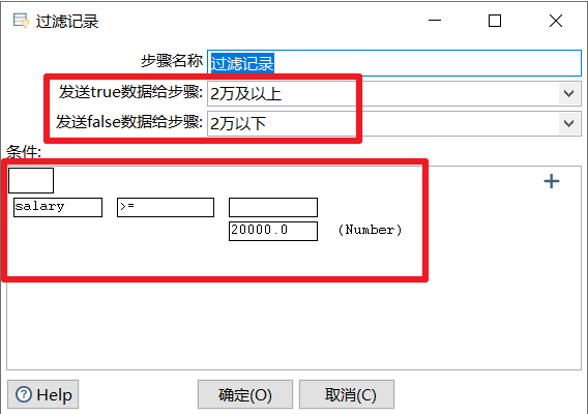 过滤记录
步骤名称 过滤记录
发送true数据给步骤: 2万及以上
发送false数据给步骤: 2万以下
条件:
salary >=
20000.0 (Number)
Help 确定(O) 取消(C)